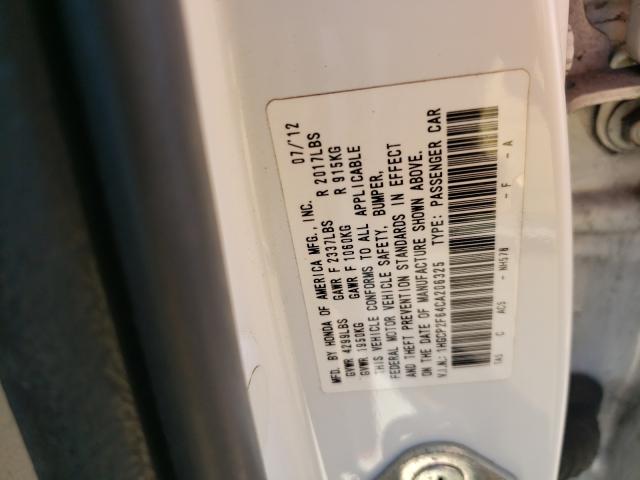 MFD. BY HONDA OF AMERICA MFG., INC. 07/'12
GVWR 4299LBS GAWR F 2337LBS R 2017LBS
GVWR 1950KG GAWR F 1060KG R 915KG
THIS VEHICLE CONFORMS TO ALL APPLICABLE
FEDERAL MOTOR VEHICLE SAFETY, BUMPER,
AND THEFT PREVENTION STANDARDS IN EFFECT
ON THE DATE OF MANUFACTURE SHOWN ABOVE.
V.I.N.: 1HGCP2F64CA206325 TYPE: PASSENGER CAR
TA5 C AC5 - NH578 - F - A